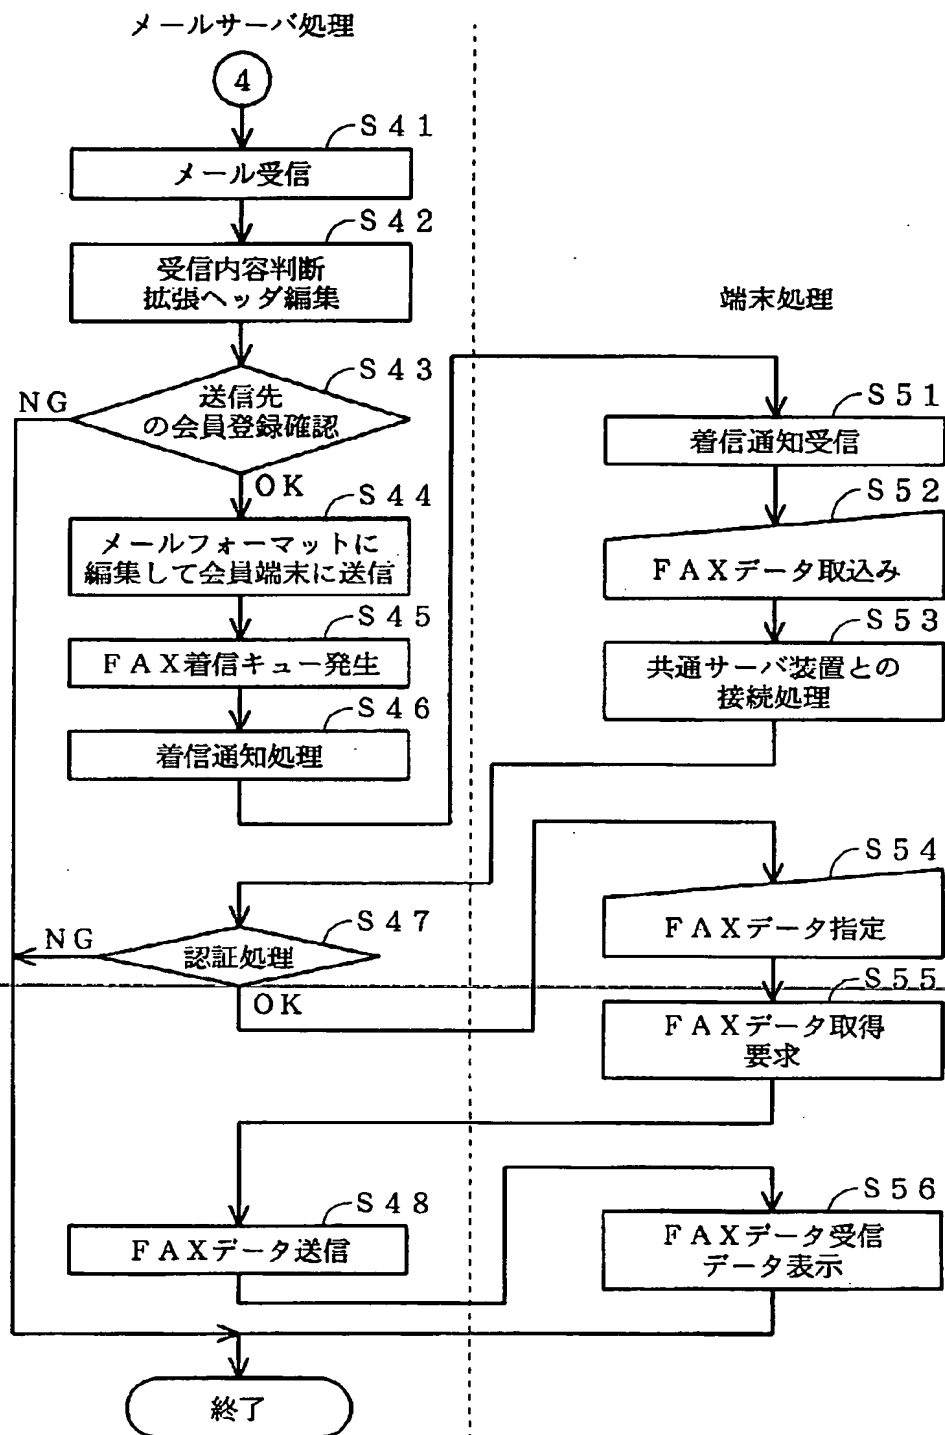 メールサーバ処理
4
S41
メール受信
S42
受信内容判断
拡張ヘッダ編集
S43
NG
送信先
の会員登録確認
OK
S44
メールフォーマットに
編集して会員端末に送信
S45
FAX着信キュー発生
S46
着信通知処理
S47
NG
認証処理
OK
S48
FAXデータ送信
終了
端末処理
S51
着信通知受信
S52
FAXデータ取込み
S53
共通サーバ装置との
接続処理
S54
FAXデータ指定
S55
FAXデータ取得
要求
S56
FAXデータ受信
データ表示